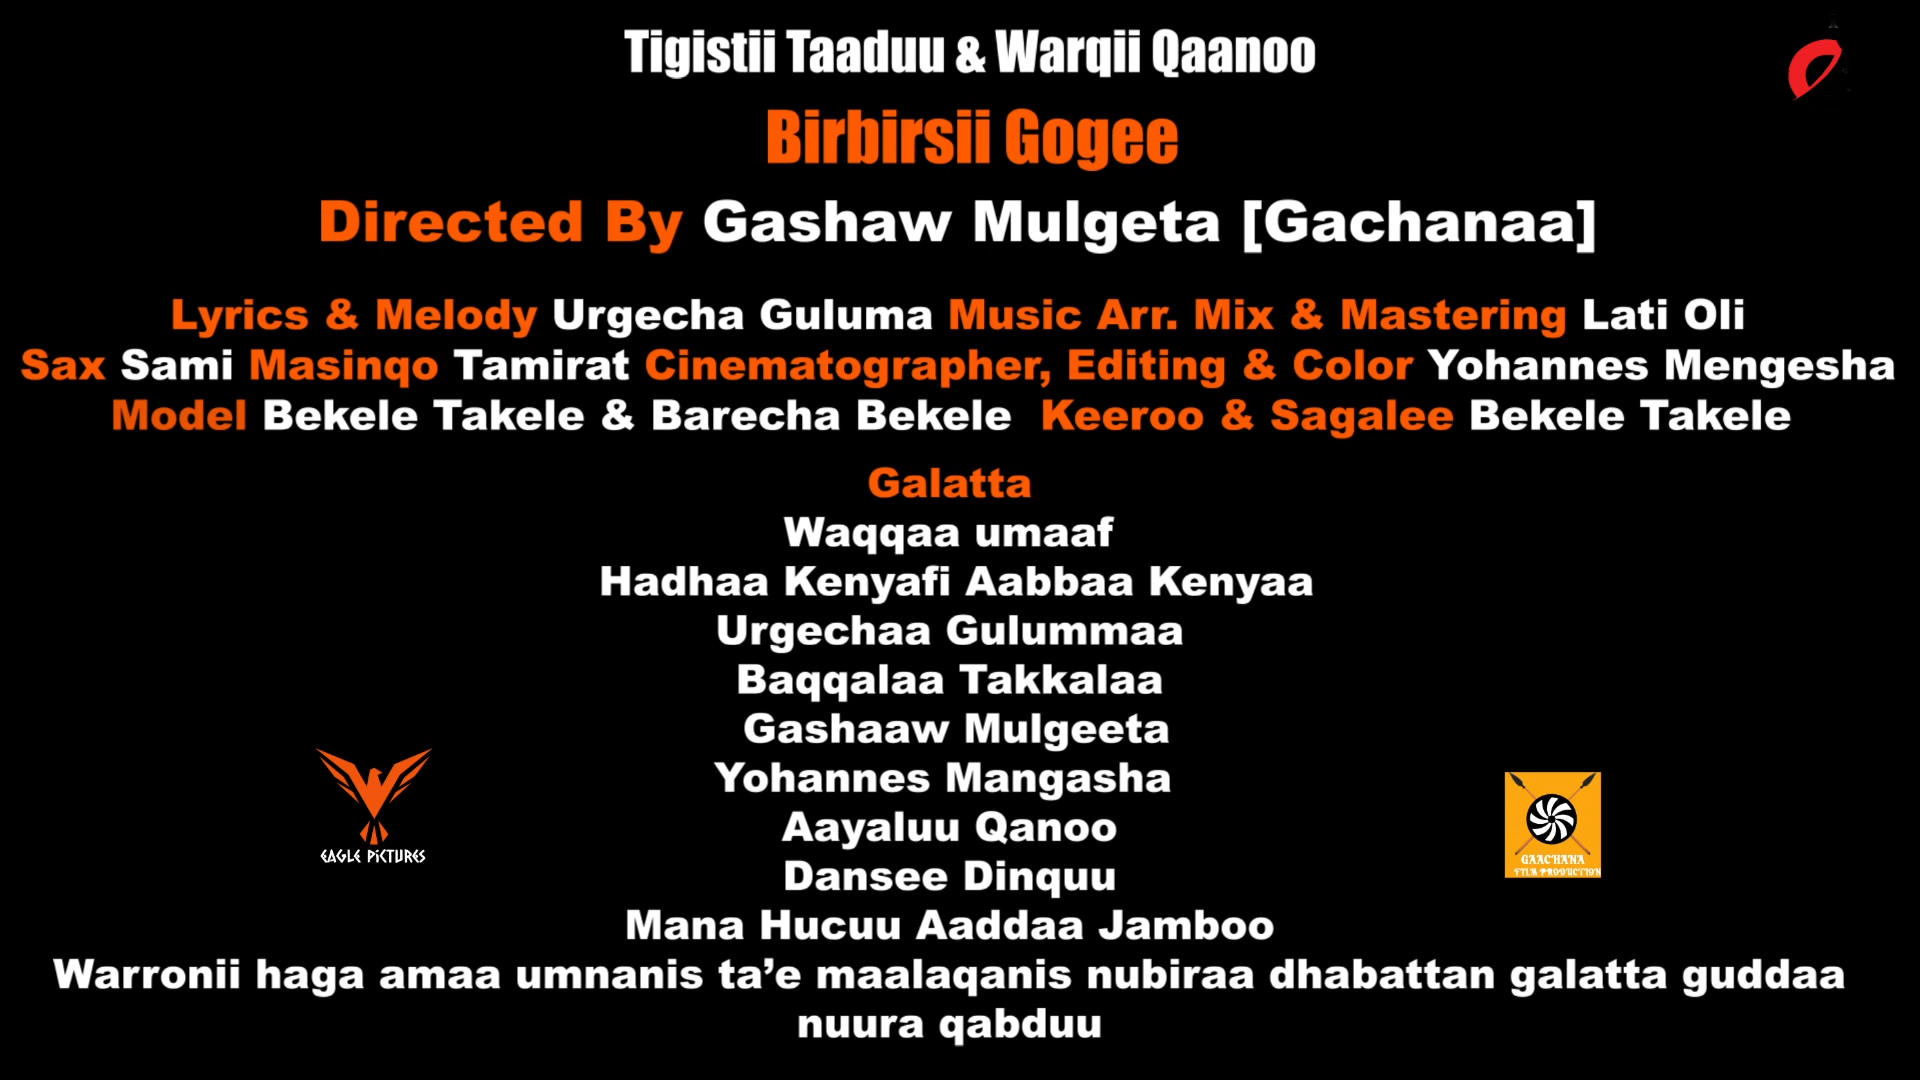 Tigistii Taaduu & Warqii Qaanoo
Birbirsii Gogee
Directed By Gashaw Mulgeta [Gachanaa]
Lyrics & Melody Urgecha Guluma Music Arr. Mix & Mastering Lati Oli
Sax Sami Masinqo Tamirat Cinematographer, Editing & Color Yohannes Mengesha
Model Bekele Takele & Barecha Bekele Keeroo & Sagalee Bekele Takele
Galatta
Waqqaa umaaf
Hadhaa Kenyafi Aabbaa Kenyaa
Urgechaa Gulummaa
Baqqalaa Takkalaa
Gashaaw Mulgeeta
Yohannes Mangasha
Aayaluu Qanoo
Dansee Dinquu
Mana Hucuu Aaddaa Jamboo
Warronii haga amaa umnanis ta’e maalaqanis nubiraa dhabattan galatta guddaa
nuura qabduu
EAGLE PiCTURES
GAACHANA
FILM PRODUCTION